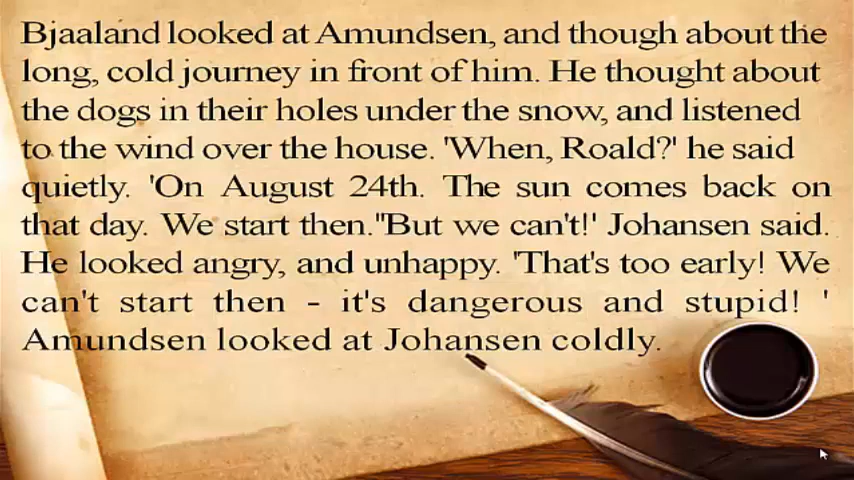 Bjaaland looked at Amundsen, and though about the
long, cold journey in front of him. He thought about
the dogs in their holes under the snow, and listened
to the wind over the house. 'When, Roald?' he said
quietly. 'On August 24th. The sun comes back on
that day. We start then.''But we can't!' Johansen said.
He looked angry, and unhappy. 'That's too early! We
can't start then - it's dangerous and stupid! '
Amundsen looked at Johansen coldly.